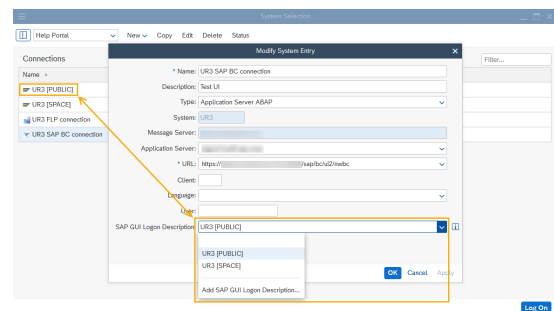 System Selection
Help Portal
New Copy Edit Delete Status
Modify System Entry
Connections
Filter...
Name
UR3 [PUBLIC]
UR3 [SPACE]
UR3 FLP connection
UR3 SAP BC connection
* Name: UR3 SAP BC connection
Description: Test UI
Type: Application Server ABAP
System: UR3
Message Server:
Application Server:
* URL: https:// /sap/bc/ui2/nwbc
Client:
Language:
User:
SAP GUI Logon Description: UR3 [PUBLIC]
UR3 [PUBLIC]
UR3 [SPACE]
Add SAP GUI Logon Description...
OK Cancel Apply
Log On